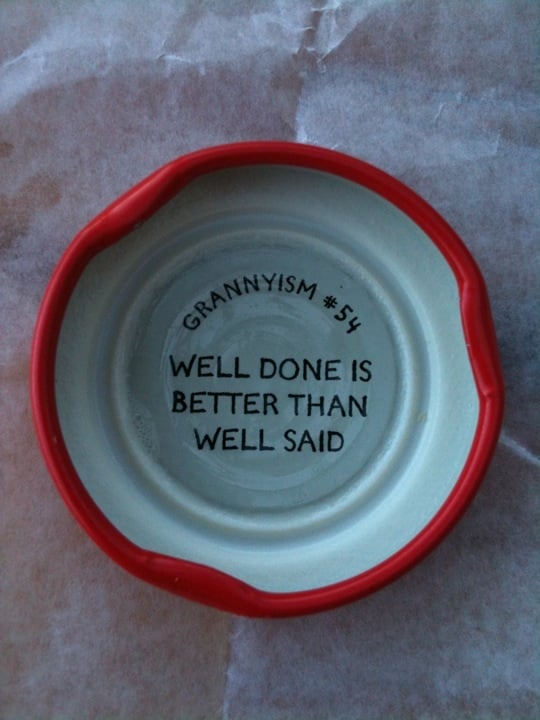 GRANNYISM #54
WELL DONE IS
BETTER THAN
WELL SAID